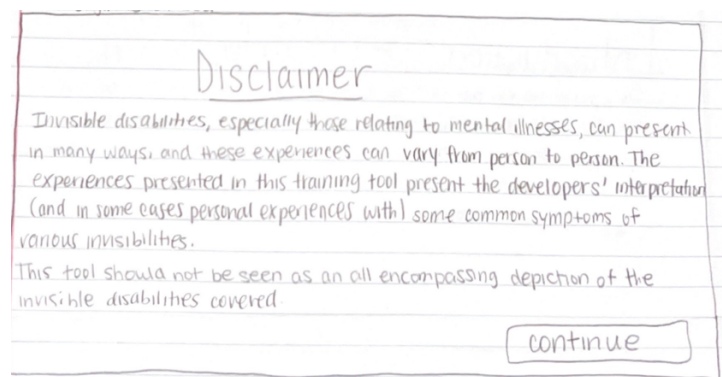 Disclaimer
Invisible disabilities, especially those relating to mental illnesses, can present
in many ways, and these experiences can vary from person to person. The
experiences presented in this training tool present the developers' interpretation
(and in some cases personal experiences with) some common symptoms of
various invisibilities.
This tool should not be seen as an all encompassing depiction of the
invisible disabilities covered.
continue